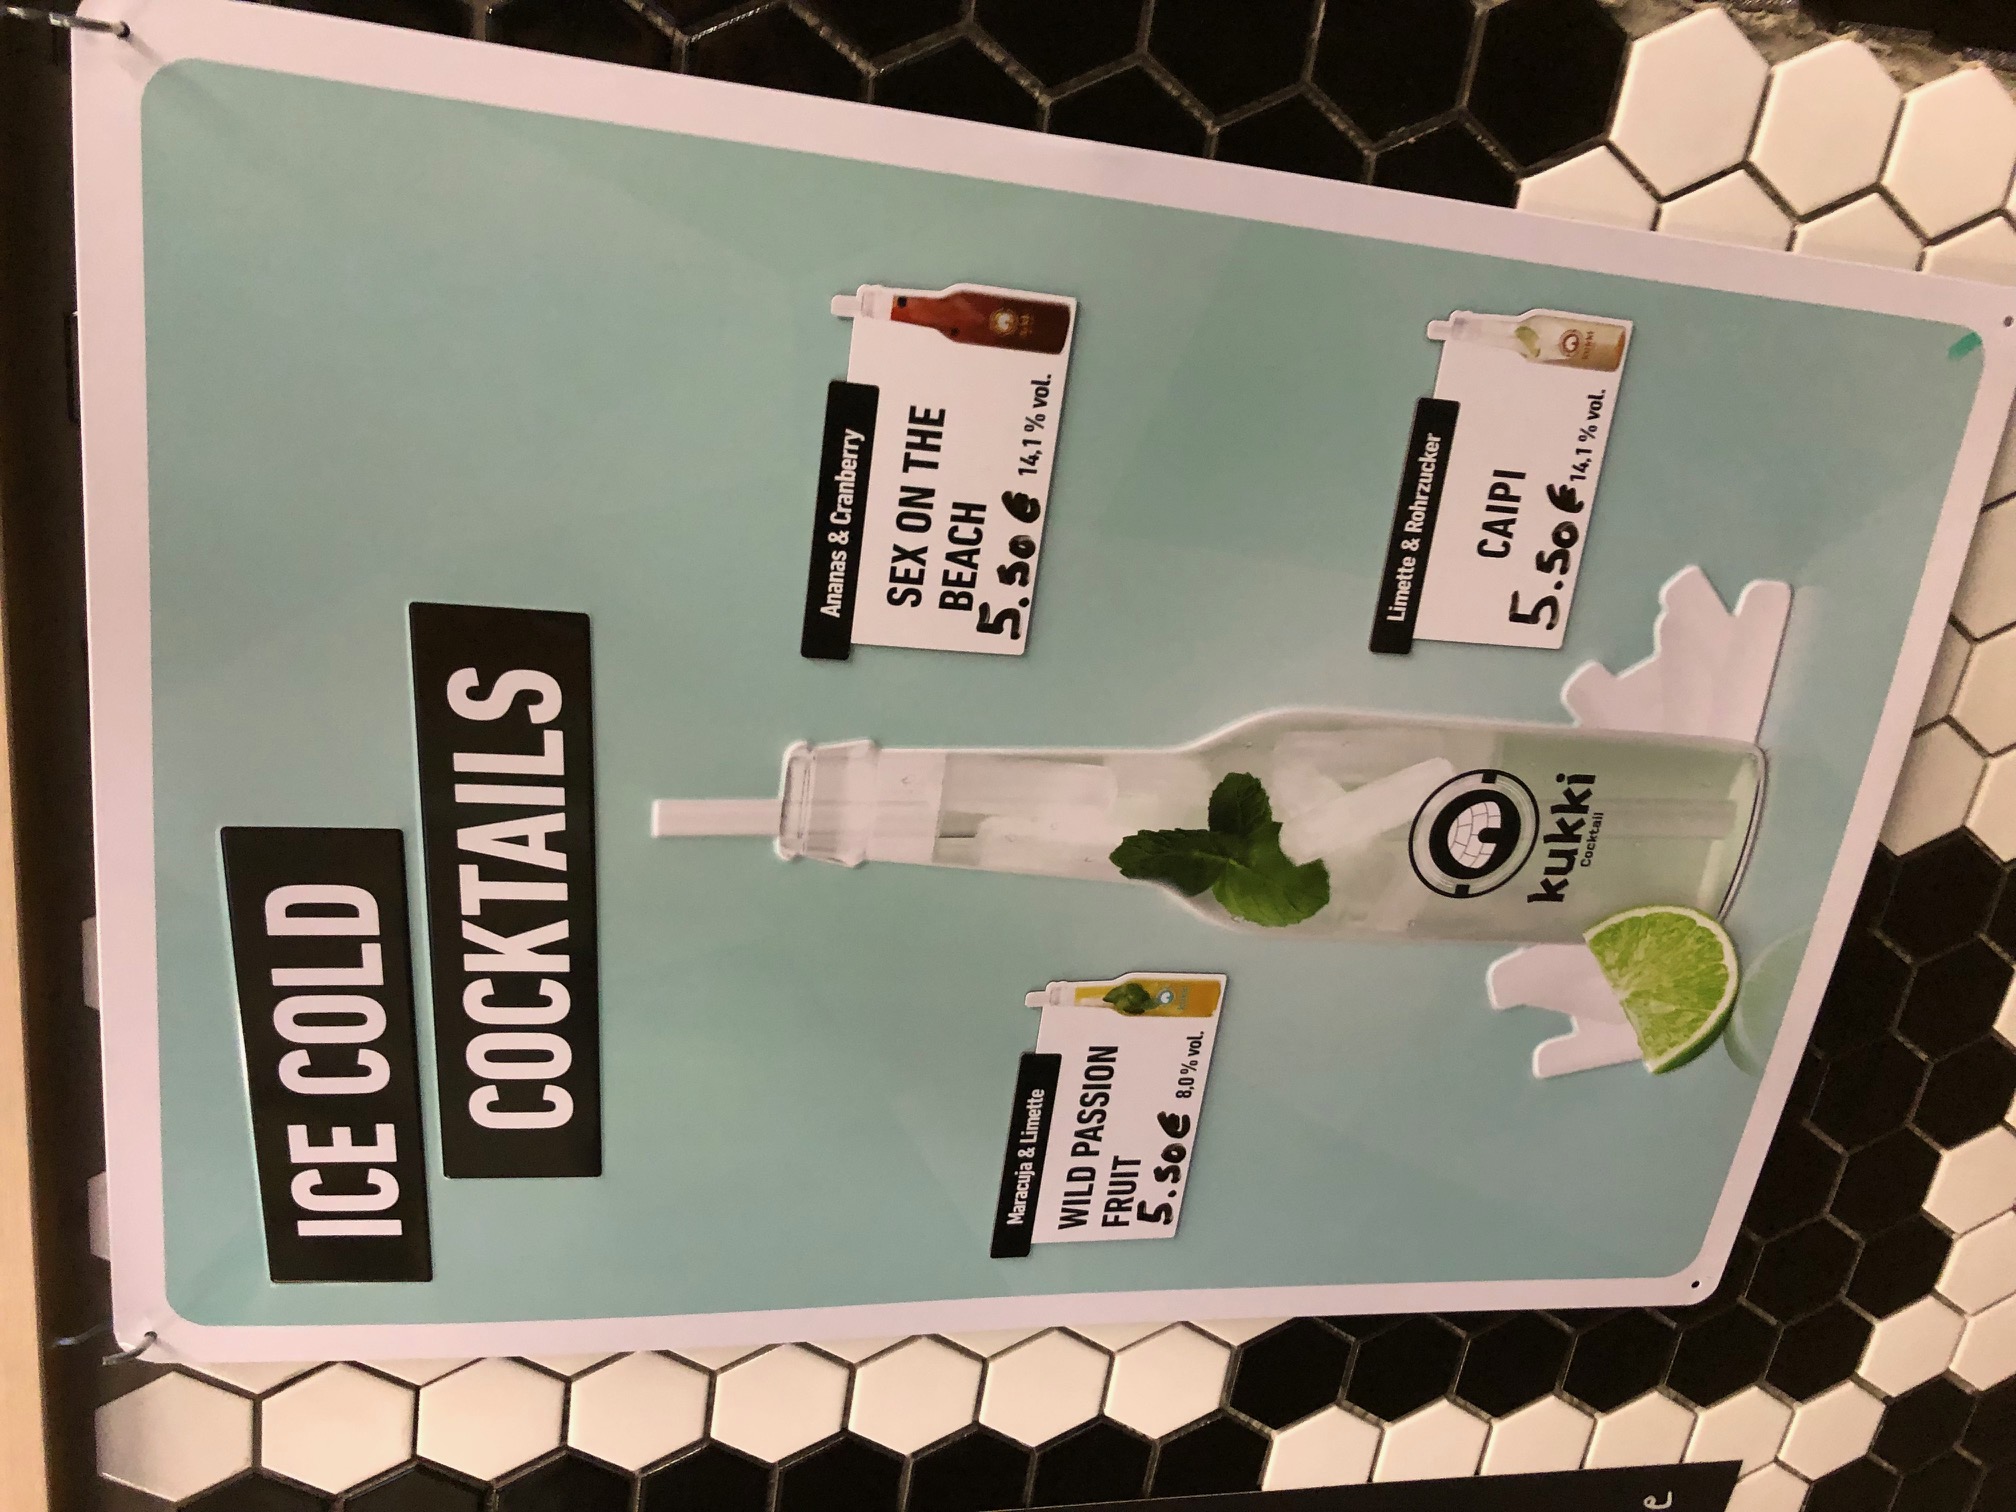 ICE COLD
COCKTAILS
Ananas & Cranberry
SEX ON THE
BEACH
5.50€ 14,1 % vol.
Maracuja & Limette
WILD PASSION
FRUIT
5.50€ 8,0 % vol.
Limette & Rohrzucker
CAIPI
5.50€ 14,1 % vol.
kukki
Cocktail